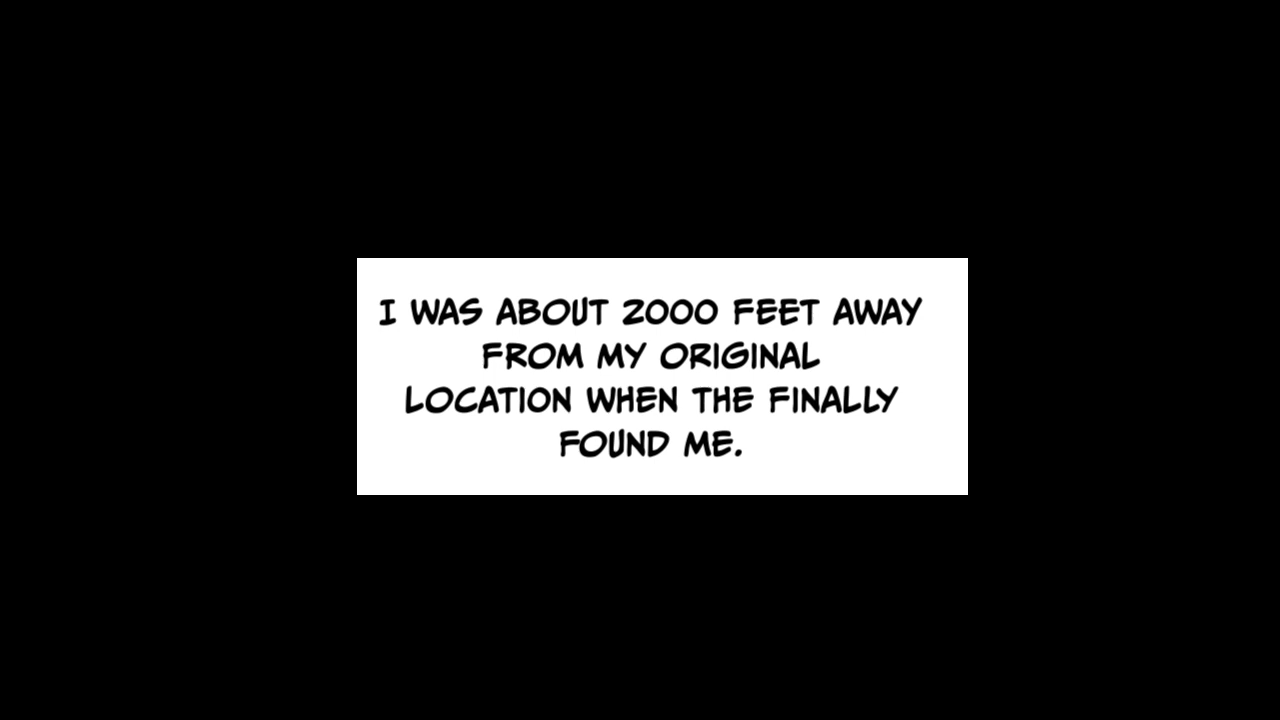 I WAS ABOUT 2000 FEET AWAY
FROM MY ORIGINAL
LOCATION WHEN THE FINALLY
FOUND ME.